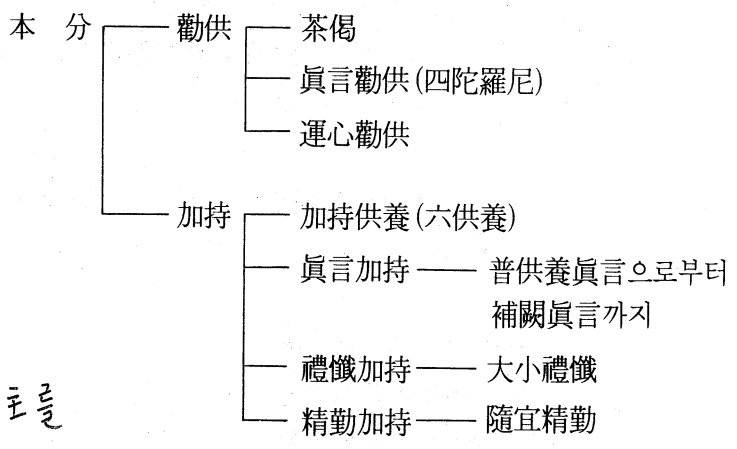 本 分 勸供 茶偈
眞言勸供 (四陀羅尼)
運心勸供
加持 加持供養 (六供養)
眞言加持 普供養眞言으로부터
補闕眞言까지
禮懺加持 大小禮懺
精勤加持 隨宜精勤